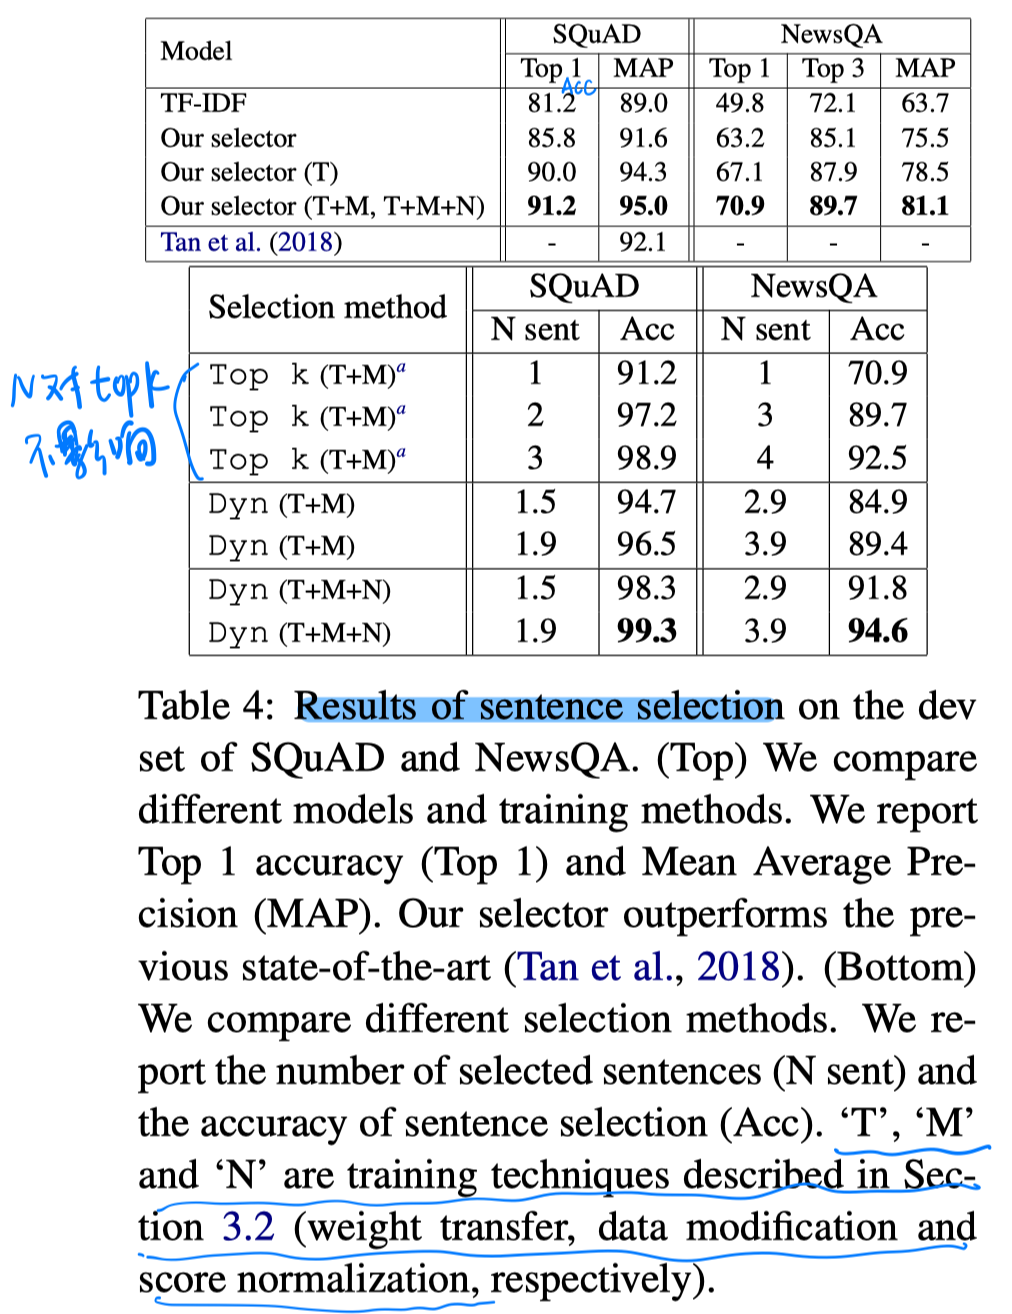 Model SQuAD NewsQA
Top 1 MAP Top 1 Top 3 MAP
Acc
TF-IDF 81.2 89.0 49.8 72.1 63.7
Our selector 85.8 91.6 63.2 85.1 75.5
Our selector (T) 90.0 94.3 67.1 87.9 78.5
Our selector (T+M, T+M+N) 91.2 95.0 70.9 89.7 81.1
Tan et al. (2018) - 92.1 - - -
Selection method SQuAD NewsQA
N sent Acc N sent Acc
N对topk
不影响
Top k (T+M)a 1 91.2 1 70.9
Top k (T+M)a 2 97.2 3 89.7
Top k (T+M)a 3 98.9 4 92.5
Dyn (T+M) 1.5 94.7 2.9 84.9
Dyn (T+M) 1.9 96.5 3.9 89.4
Dyn (T+M+N) 1.5 98.3 2.9 91.8
Dyn (T+M+N) 1.9 99.3 3.9 94.6
Table 4: Results of sentence selection on the dev
set of SQuAD and NewsQA. (Top) We compare
different models and training methods. We report
Top 1 accuracy (Top 1) and Mean Average Pre-
cision (MAP). Our selector outperforms the pre-
vious state-of-the-art (Tan et al., 2018). (Bottom)
We compare different selection methods. We re-
port the number of selected sentences (N sent) and
the accuracy of sentence selection (Acc). ‘T’, ‘M’
and ‘N’ are training techniques described in Sec-
tion 3.2 (weight transfer, data modification and
score normalization, respectively).